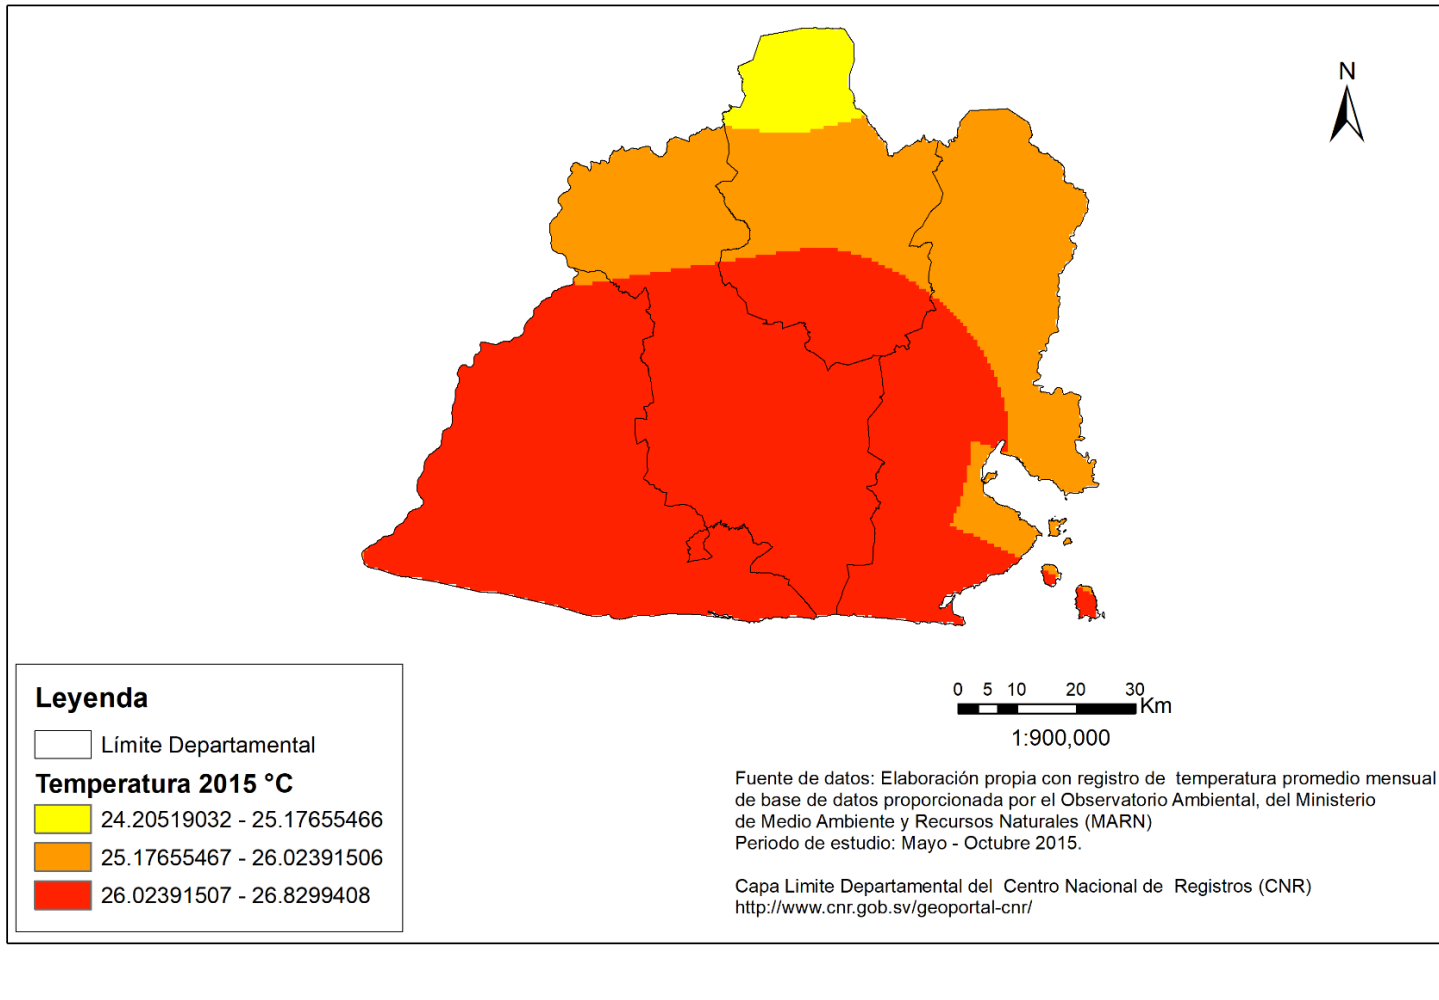 N
Leyenda
Límite Departamental
Temperatura 2015 °C
24.20519032 - 25.17655466
25.17655467 - 26.02391506
26.02391507 - 26.8299408
0 5 10 20 30
Km
1:900,000
Fuente de datos: Elaboración propia con registro de temperatura promedio mensual
de base de datos proporcionada por el Observatorio Ambiental, del Ministerio
de Medio Ambiente y Recursos Naturales (MARN)
Periodo de estudio: Mayo - Octubre 2015.
Capa Limite Departamental del Centro Nacional de Registros (CNR)
http://www.cnr.gob.sv/geoportal-cnr/